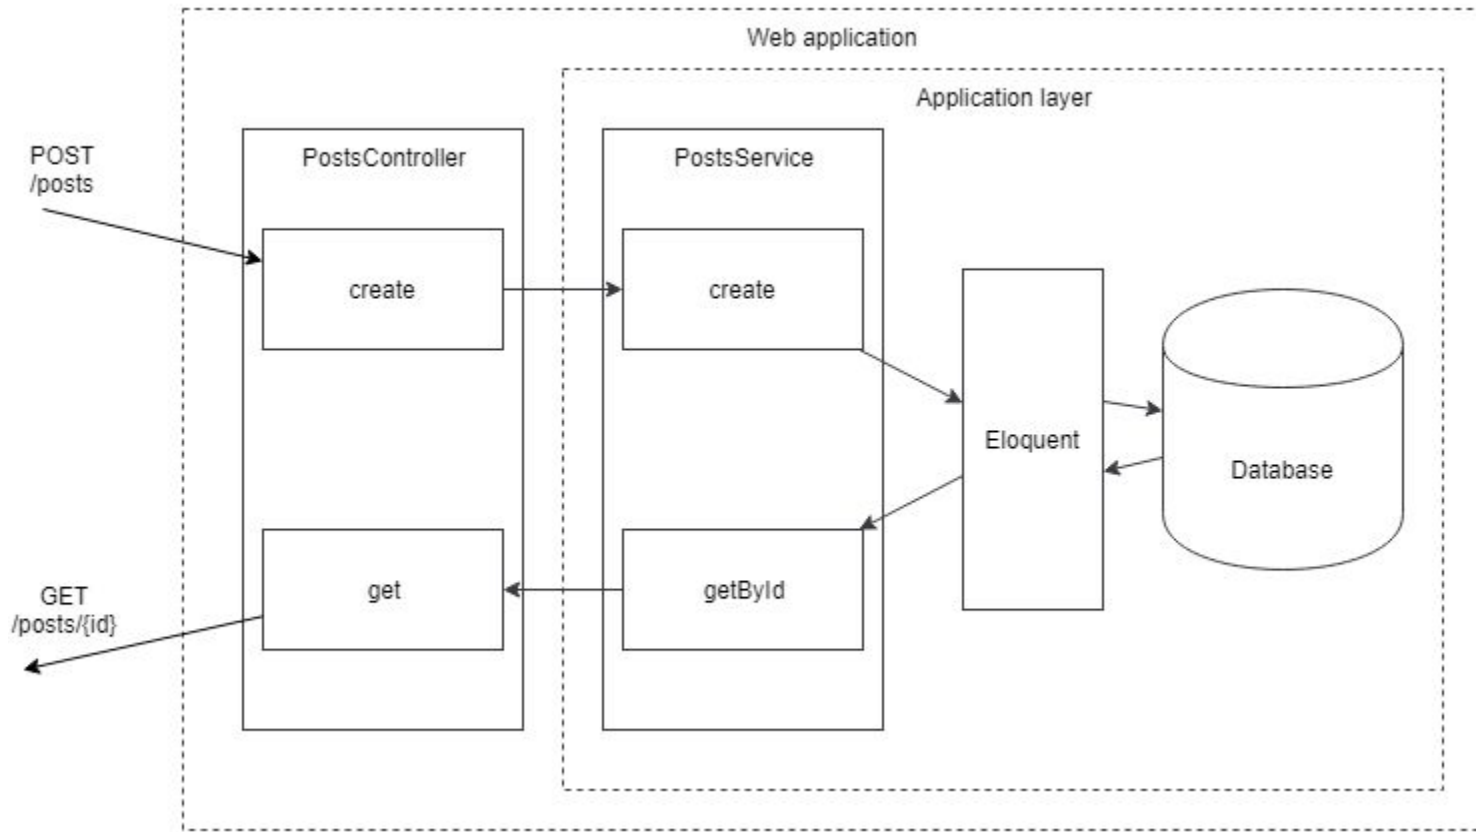 Web application
Application layer
POST
/posts
PostsController
PostsService
create
create
Eloquent
Database
GET
/posts/{id}
get
getById